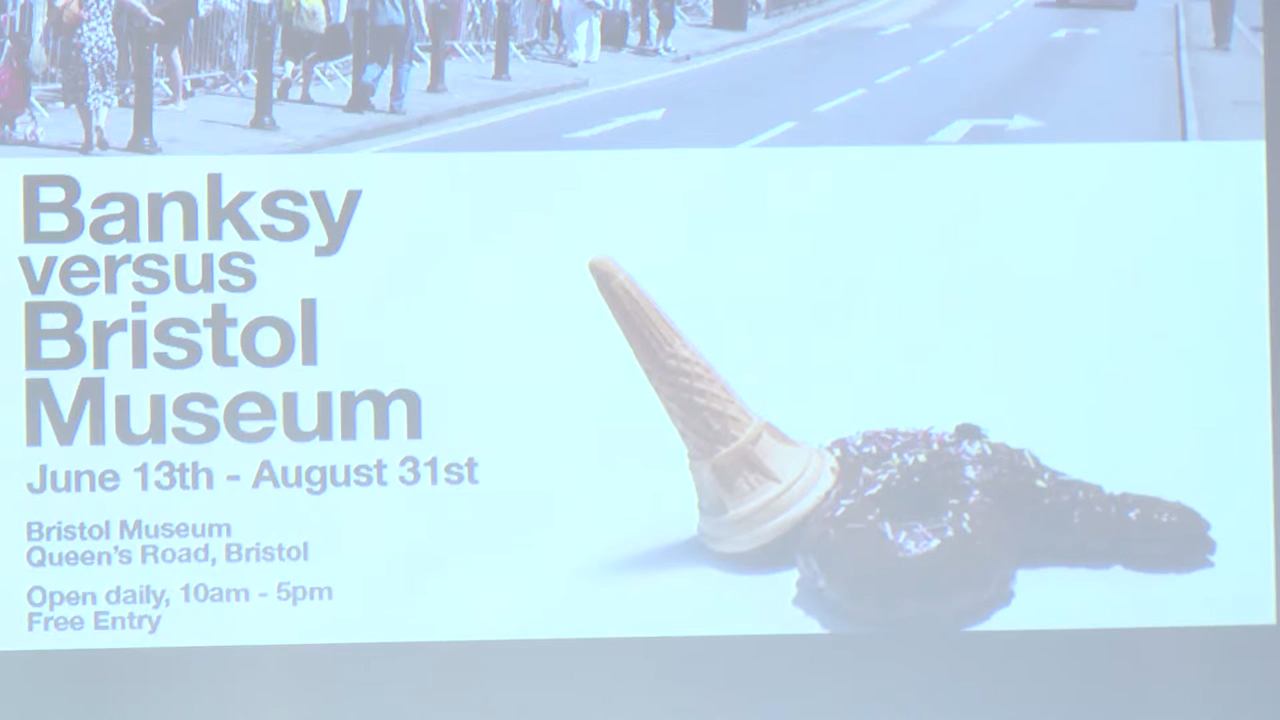 Banksy
versus
Bristol
Museum
June 13th - August 31st
Bristol Museum
Queen's Road, Bristol
Open daily, 10am - 5pm
Free Entry